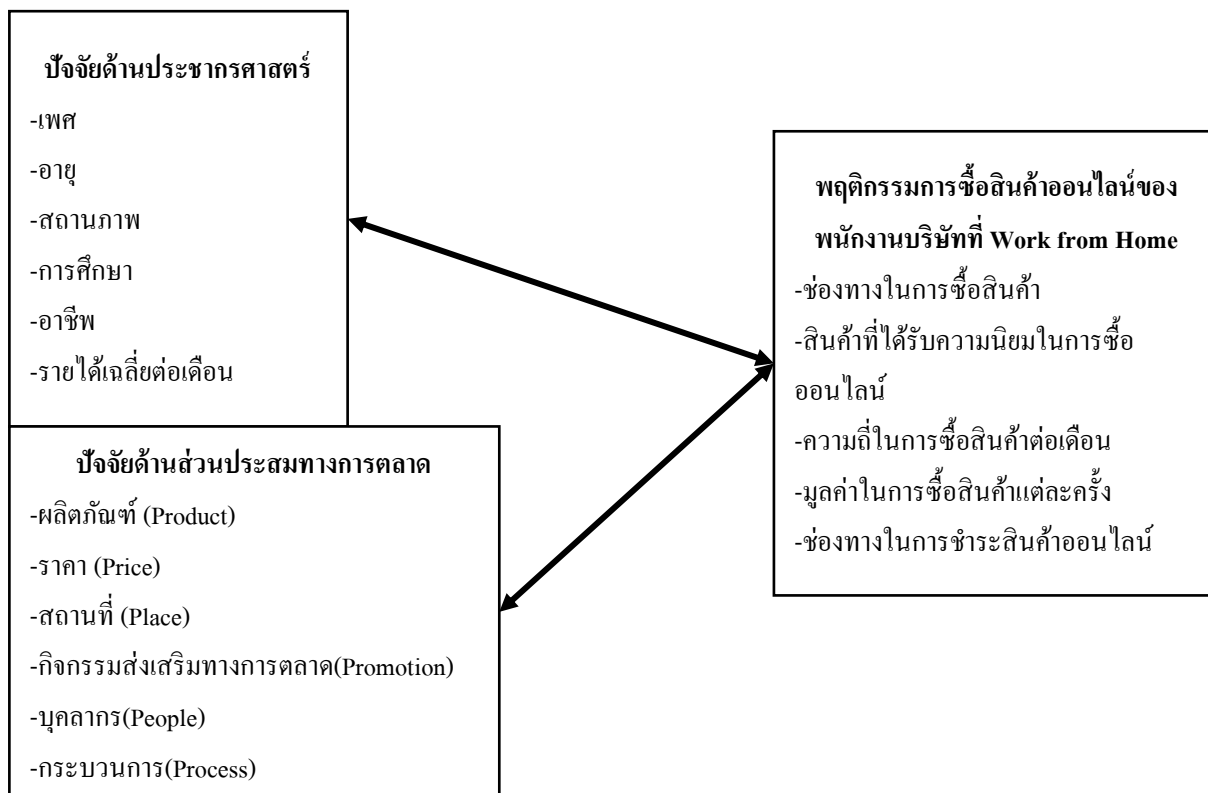 ปัจจัยด้านประชากรศาสตร์
-เพศ
-อายุ
-สถานภาพ
-การศึกษา
-อาชีพ
-รายได้เฉลี่ยต่อเดือน
ปัจจัยด้านส่วนประสมทางการตลาด
-ผลิตภัณฑ์ (Product)
-ราคา (Price)
-สถานที่ (Place)
-กิจกรรมส่งเสริมทางการตลาด(Promotion)
-บุคลากร(People)
-กระบวนการ(Process)
พฤติกรรมการซื้อสินค้าออนไลน์ของ
พนักงานบริษัทที่ Work from Home
-ช่องทางในการซื้อสินค้า
-สินค้าที่ได้รับความนิยมในการซื้อ
ออนไลน์
-ความถี่ในการซื้อสินค้าต่อเดือน
-มูลค่าในการซื้อสินค้าแต่ละครั้ง
-ช่องทางในการชำระสินค้าออนไลน์